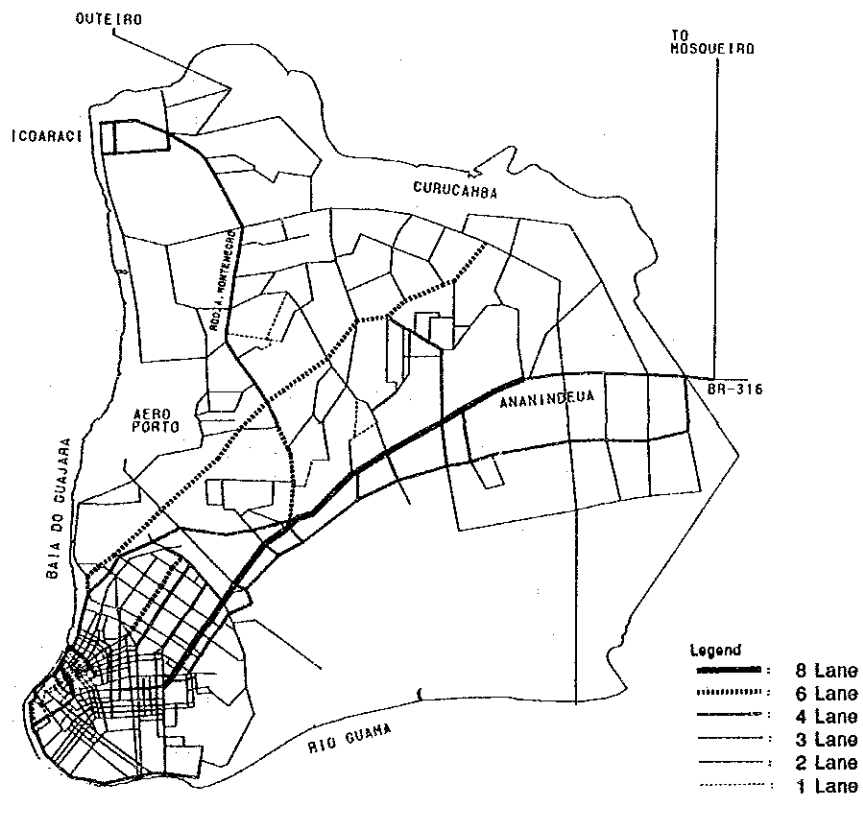 OUTEIRO
TO
MOSQUEIRO
ICOARACI
CURUCAMBA
ROD. A. MONTENEGRO
AERO
PORTO
ANANINDEUA
BR-316
BAIA DO GUAJARA
RIO GUAMA
Legend
: 8 Lane
: 6 Lane
: 4 Lane
: 3 Lane
: 2 Lane
: 1 Lane